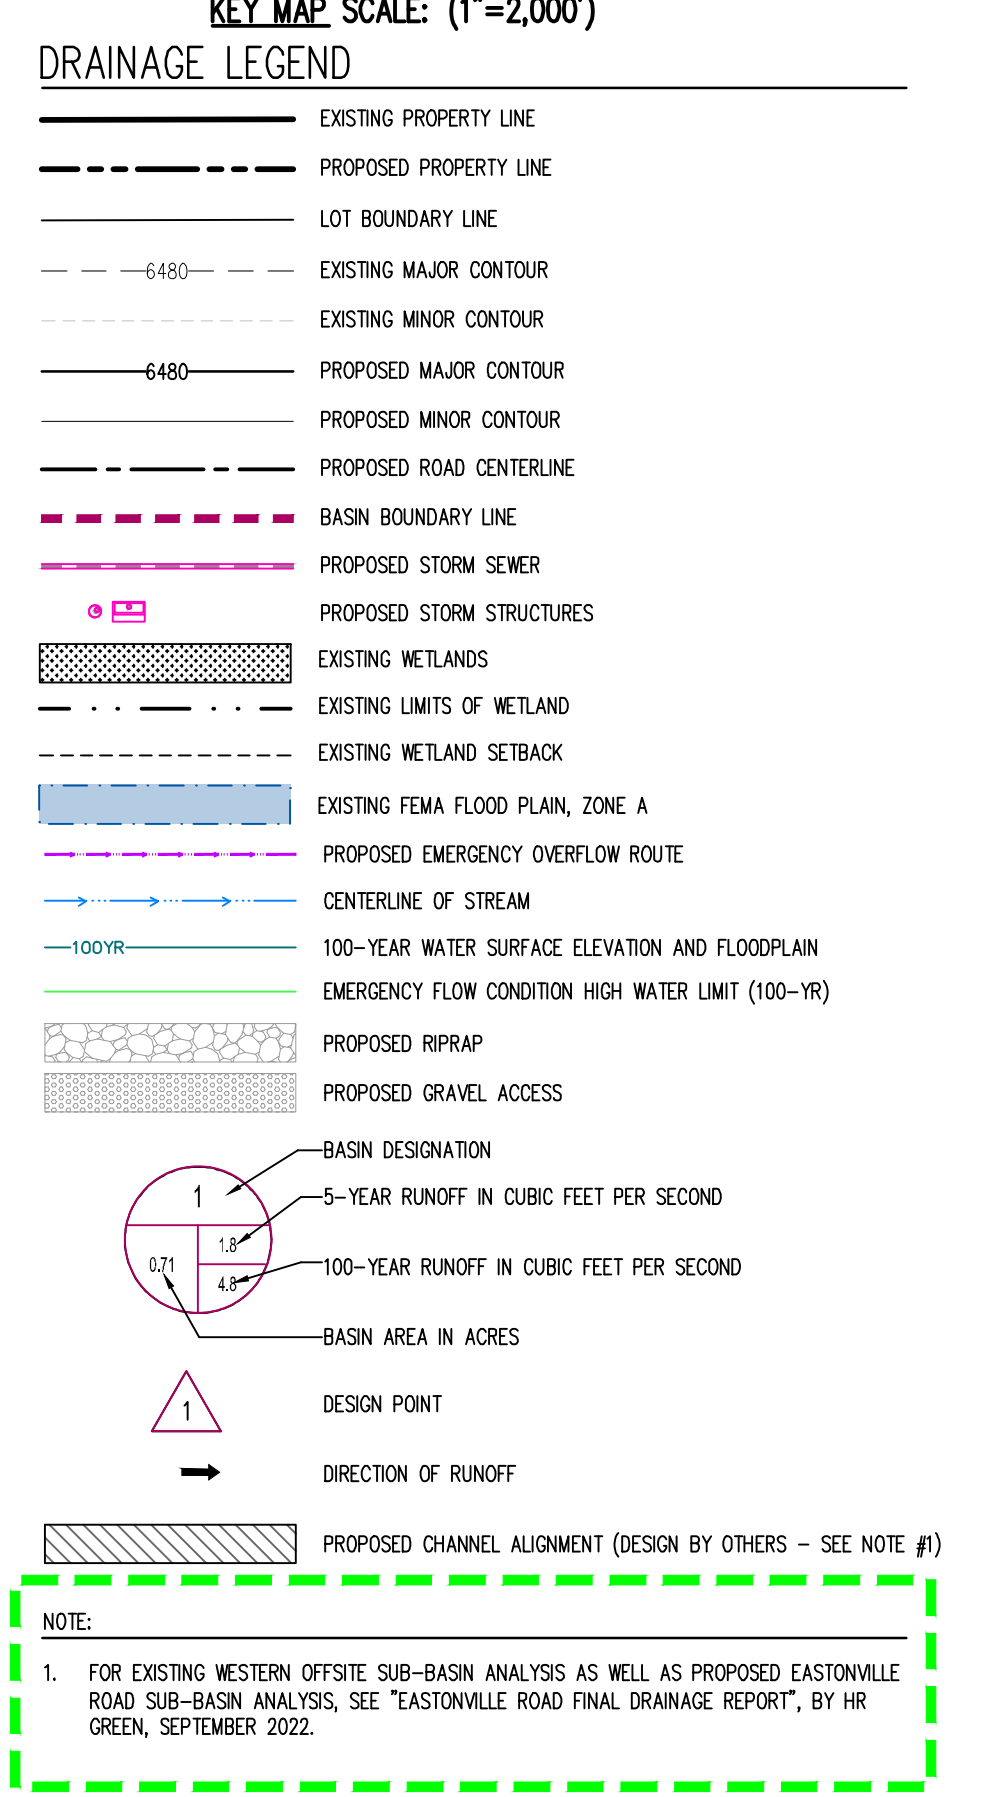 KEY MAP SCALE: (1"=2,000')
DRAINAGE LEGEND
EXISTING PROPERTY LINE
PROPOSED PROPERTY LINE
LOT BOUNDARY LINE
6480 EXISTING MAJOR CONTOUR
EXISTING MINOR CONTOUR
6480 PROPOSED MAJOR CONTOUR
PROPOSED MINOR CONTOUR
PROPOSED ROAD CENTERLINE
BASIN BOUNDARY LINE
PROPOSED STORM SEWER
PROPOSED STORM STRUCTURES
EXISTING WETLANDS
EXISTING LIMITS OF WETLAND
EXISTING WETLAND SETBACK
EXISTING FEMA FLOOD PLAIN, ZONE A
PROPOSED EMERGENCY OVERFLOW ROUTE
CENTERLINE OF STREAM
100YR 100-YEAR WATER SURFACE ELEVATION AND FLOODPLAIN
EMERGENCY FLOW CONDITION HIGH WATER LIMIT (100-YR)
PROPOSED RIPRAP
PROPOSED GRAVEL ACCESS
BASIN DESIGNATION
1 5-YEAR RUNOFF IN CUBIC FEET PER SECOND
1.8
0.71 100-YEAR RUNOFF IN CUBIC FEET PER SECOND
4.8
BASIN AREA IN ACRES
1 DESIGN POINT
DIRECTION OF RUNOFF
PROPOSED CHANNEL ALIGNMENT (DESIGN BY OTHERS - SEE NOTE #1)
NOTE:
1. FOR EXISTING WESTERN OFFSITE SUB-BASIN ANALYSIS AS WELL AS PROPOSED EASTONVILLE
ROAD SUB-BASIN ANALYSIS, SEE "EASTONVILLE ROAD FINAL DRAINAGE REPORT", BY HR
GREEN, SEPTEMBER 2022.